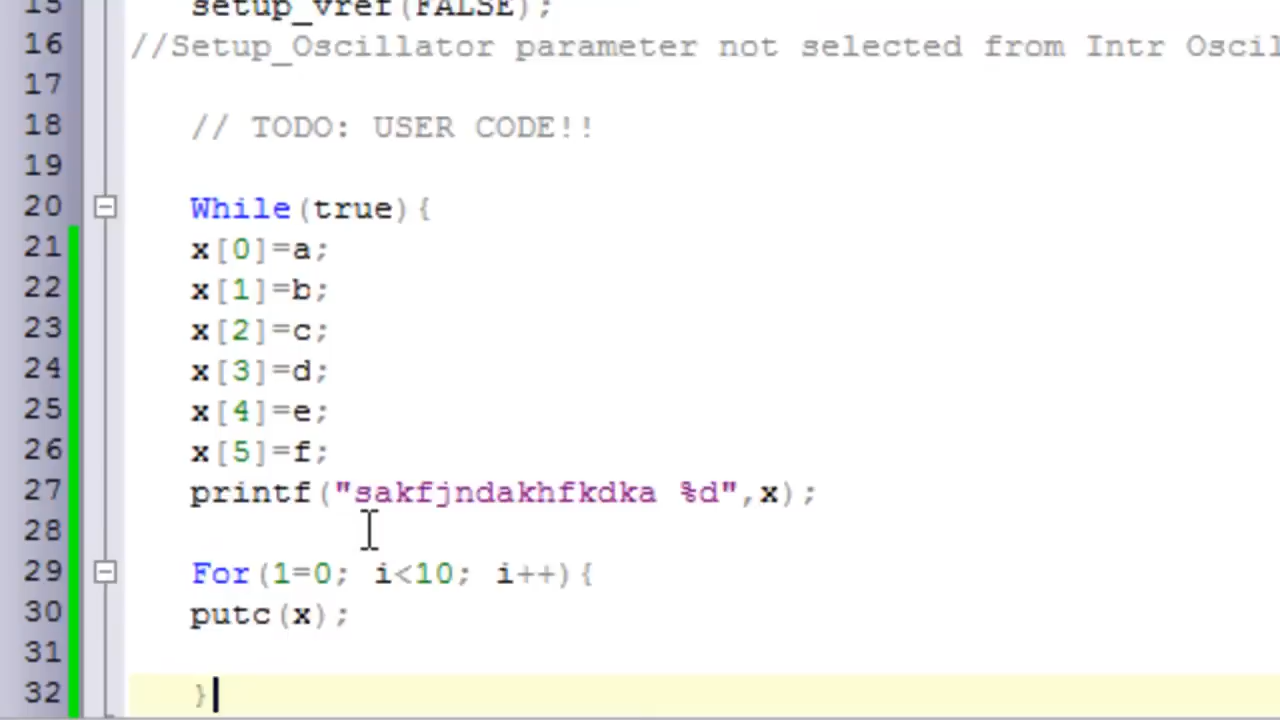 15 setup_vref(FALSE);
16 //Setup_Oscillator parameter not selected from Intr Oscil
17
18 // TODO: USER CODE!!
19
20 While(true){
21 x[0]=a;
22 x[1]=b;
23 x[2]=c;
24 x[3]=d;
25 x[4]=e;
26 x[5]=f;
27 printf("sakfjndakhfkdka %d",x);
28
29 For(1=0; i<10; i++){
30 putc(x);
31
32 }